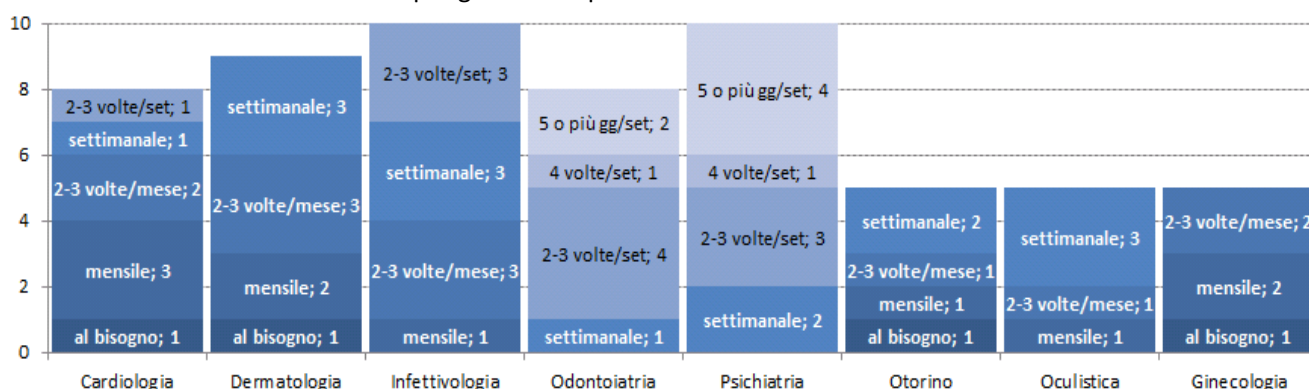 10
8
6
4
2
0
2-3 volte/set; 1
settimanale; 1
2-3 volte/mese; 2
mensile; 3
al bisogno; 1
settimanale; 3
2-3 volte/mese; 3
mensile; 2
al bisogno; 1
2-3 volte/set; 3
settimanale; 3
2-3 volte/mese; 3
mensile; 1
5 o più gg/set; 2
4 volte/set; 1
2-3 volte/set; 4
settimanale; 1
5 o più gg/set; 4
4 volte/set; 1
2-3 volte/set; 3
settimanale; 2
settimanale; 2
2-3 volte/mese; 1
mensile; 1
al bisogno; 1
settimanale; 3
2-3 volte/mese; 1
mensile; 1
2-3 volte/mese; 2
mensile; 2
al bisogno; 1
Cardiologia Dermatologia Infettivologia Odontoiatria Psichiatria Otorino Oculistica Ginecologia